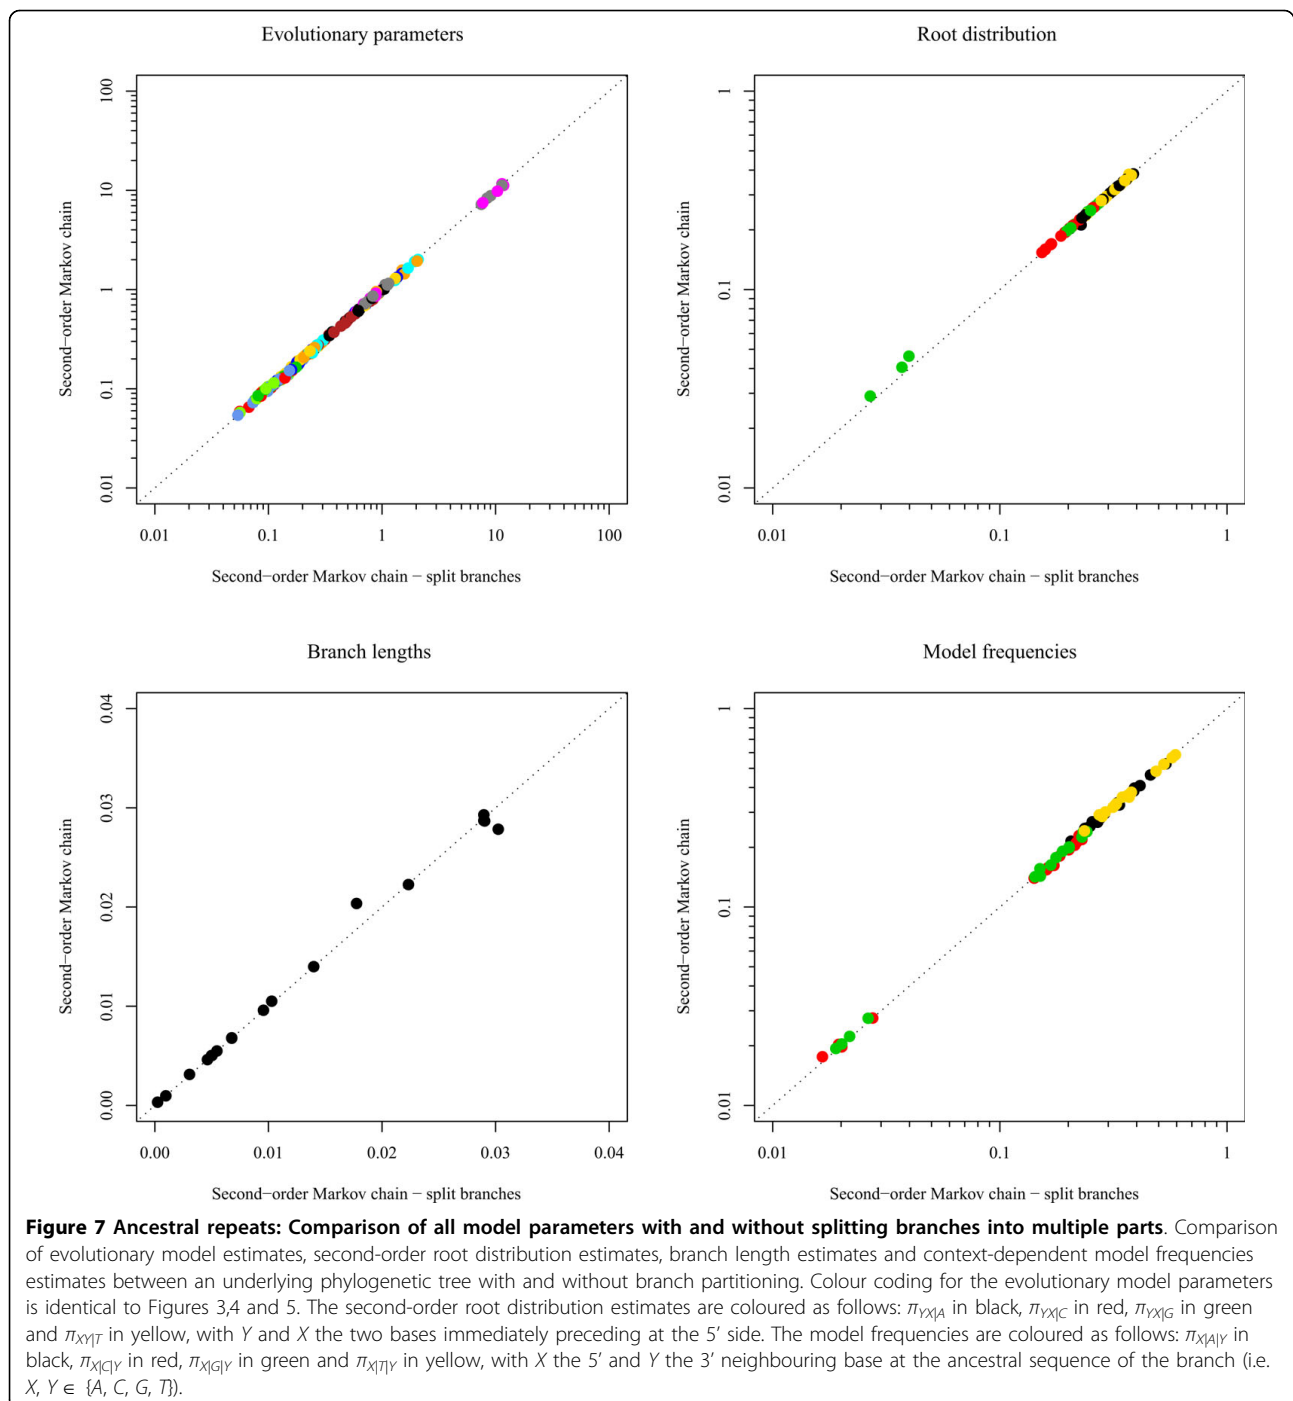 Evolutionary parameters
Second−order Markov chain
100
10
1
0.1
0.01
0.01 0.1 1 10 100
Second−order Markov chain − split branches
Root distribution
Second−order Markov chain
1
0.1
0.01
0.01 0.1 1
Second−order Markov chain − split branches
Branch lengths
Second−order Markov chain
0.04
0.03
0.02
0.01
0.00
0.00 0.01 0.02 0.03 0.04
Second−order Markov chain − split branches
Model frequencies
Second−order Markov chain
1
0.1
0.01
0.01 0.1 1
Second−order Markov chain − split branches
Figure 7 Ancestral repeats: Comparison of all model parameters with and without splitting branches into multiple parts. Comparison
of evolutionary model estimates, second-order root distribution estimates, branch length estimates and context-dependent model frequencies
estimates between an underlying phylogenetic tree with and without branch partitioning. Colour coding for the evolutionary model parameters
is identical to Figures 3,4 and 5. The second-order root distribution estimates are coloured as follows: πYX|A in black, πYX|C in red, πYX|G in green
and πXY|T in yellow, with Y and X the two bases immediately preceding at the 5’ side. The model frequencies are coloured as follows: πX|A|Y in
black, πX|C|Y in red, πX|G|Y in green and πX|T|Y in yellow, with X the 5’ and Y the 3’ neighbouring base at the ancestral sequence of the branch (i.e.
X, Y ∈ {A, C, G, T}).